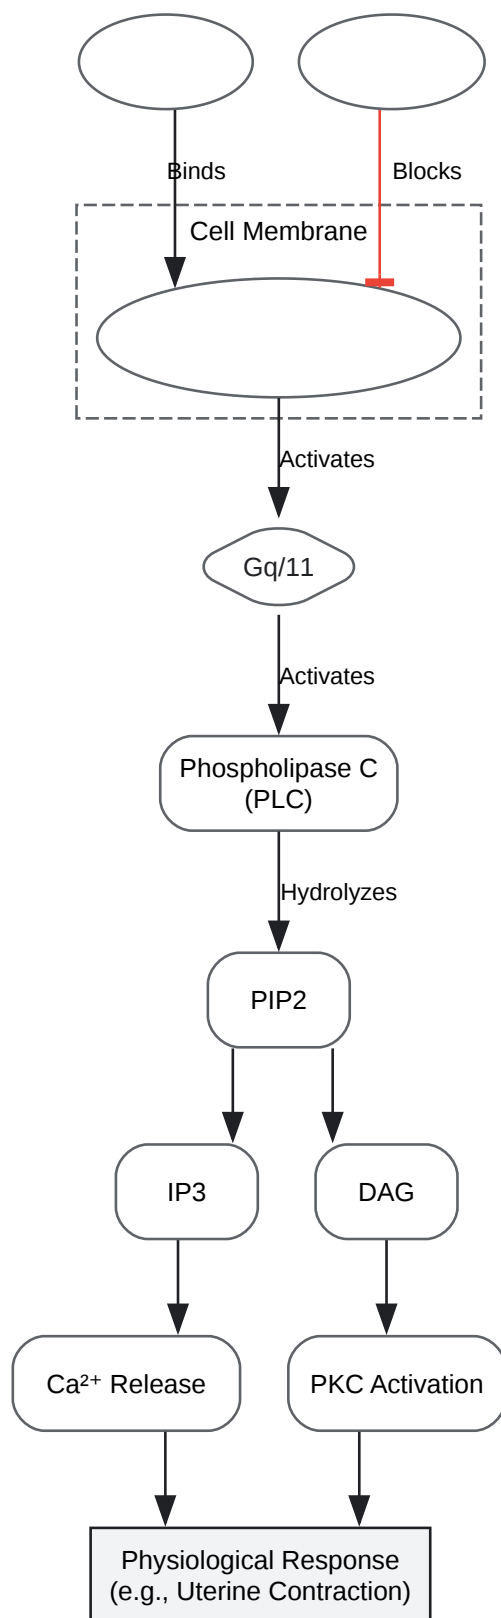 Binds
Blocks
Cell Membrane
Activates
Gq/11
Activates
Phospholipase C
(PLC)
Hydrolyzes
PIP2
IP3
DAG
Ca²⁺ Release
PKC Activation
Physiological Response
(e.g., Uterine Contraction)